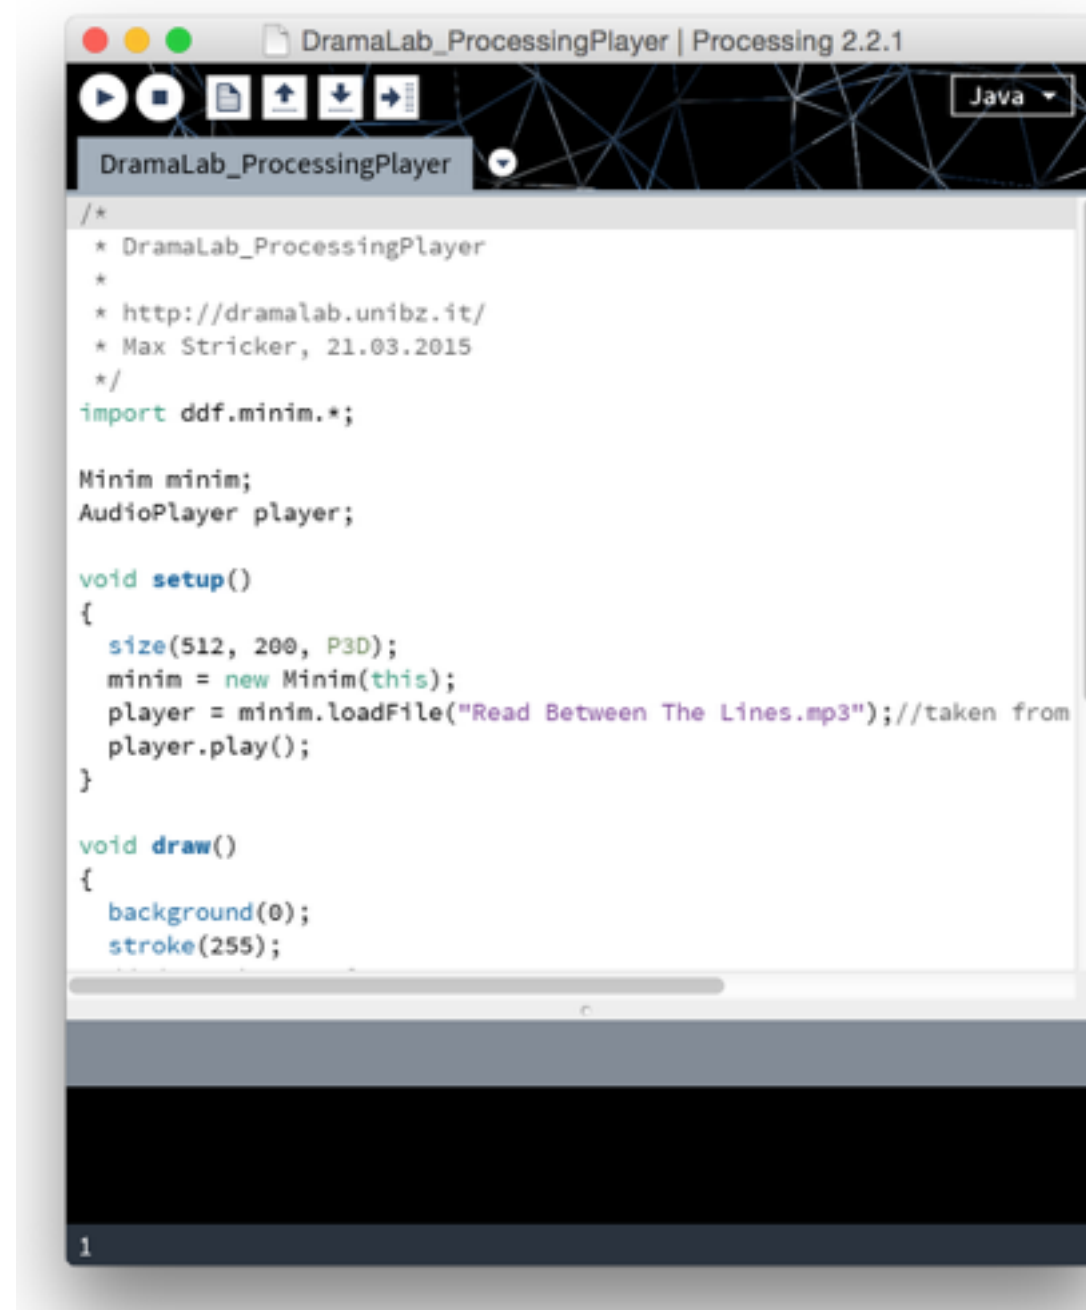 DramaLab_ProcessingPlayer | Processing 2.2.1
Java
DramaLab_ProcessingPlayer
/*
 * DramaLab_ProcessingPlayer
 *
 * http://dramalab.unibz.it/
 * Max Stricker, 21.03.2015
 */
import ddf.minim.*;
Minim minim;
AudioPlayer player;
void setup()
{
  size(512, 200, P3D);
  minim = new Minim(this);
  player = minim.loadFile("Read Between The Lines.mp3");//taken from
  player.play();
}
void draw()
{
  background(0);
  stroke(255);
1